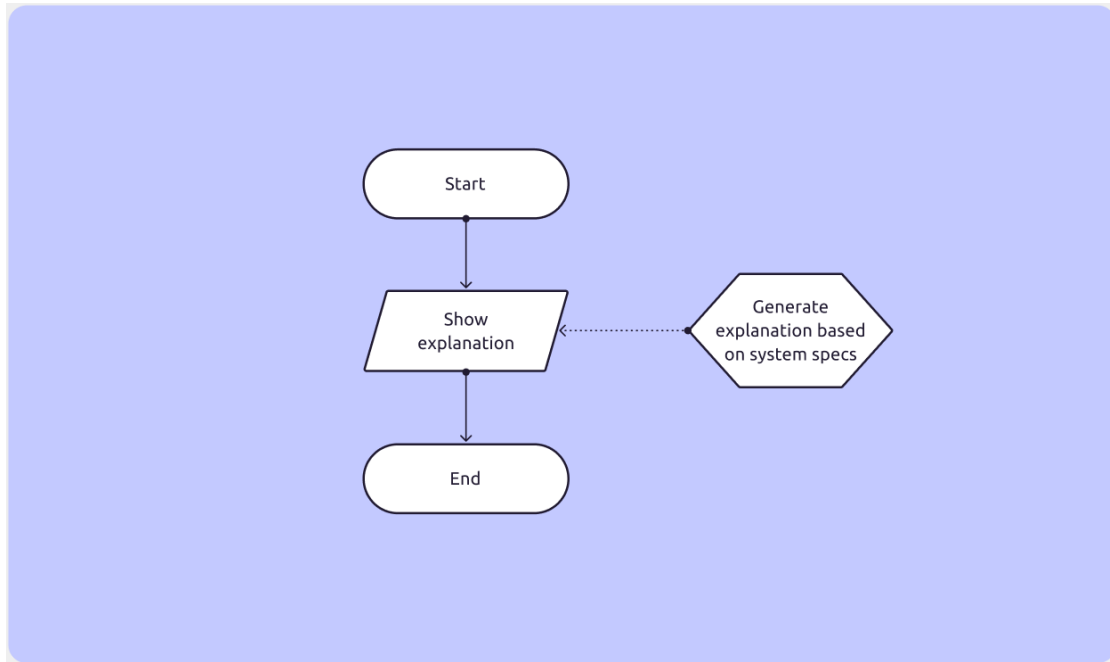 Start
Show
explanation
Generate
explanation based
on system specs
End